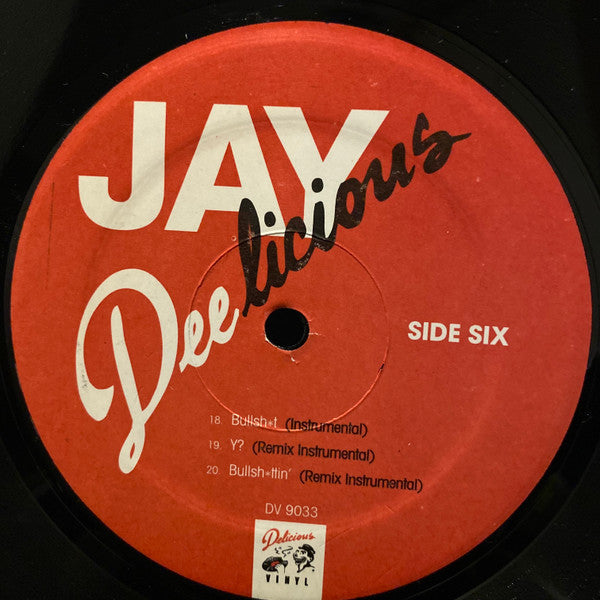 JAY
Deelicious
SIDE SIX
18. Bullsh*t (Instrumental)
19. Y? (Remix Instrumental)
20. Bullsh*ttin' (Remix Instrumental)
DV 9033
Delicious
VINYL